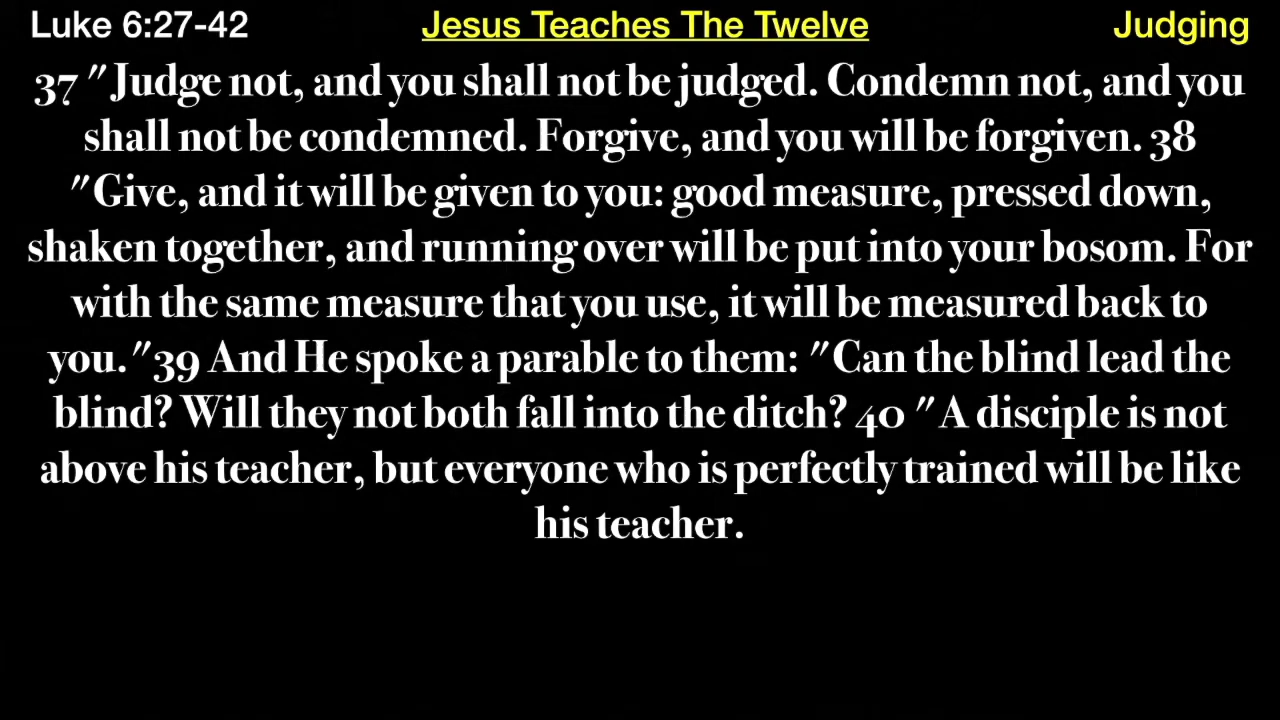 Luke 6:27-42 Jesus Teaches The Twelve Judging
37 "Judge not, and you shall not be judged. Condemn not, and you
shall not be condemned. Forgive, and you will be forgiven. 38
"Give, and it will be given to you: good measure, pressed down,
shaken together, and running over will be put into your bosom. For
with the same measure that you use, it will be measured back to
you."39 And He spoke a parable to them: "Can the blind lead the
blind? Will they not both fall into the ditch? 40 "A disciple is not
above his teacher, but everyone who is perfectly trained will be like
his teacher.